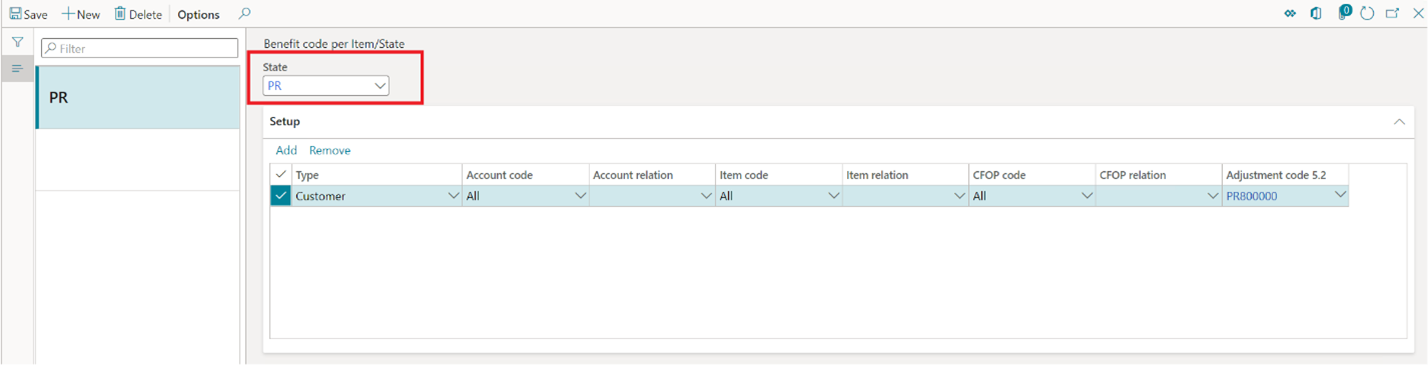 Save New Delete Options 0
Filter
PR
Benefit code per Item/State
State
PR
Setup
Add Remove
Type Account code Account relation Item code Item relation CFOP code CFOP relation Adjustment code 5.2
Customer All All All PR800000